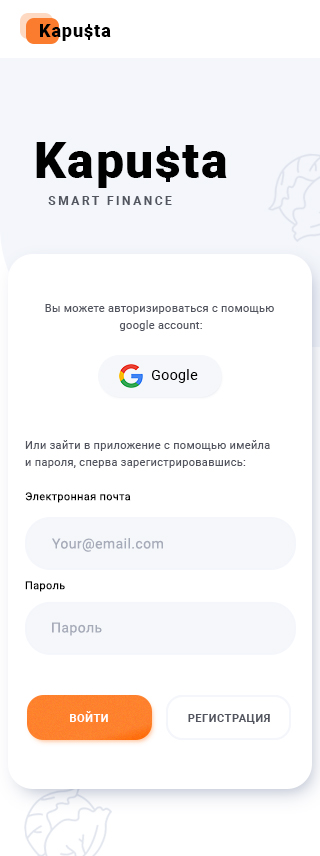 Kapu$ta
Kapu$ta
SMART FINANCE
Вы можете авторизироваться с помощью
google account:
Google
Или зайти в приложение с помощью имейла
и пароля, сперва зарегистрировавшись:
Электронная почта
Your@email.com
Пароль
Пароль
ВОЙТИ
РЕГИСТРАЦИЯ